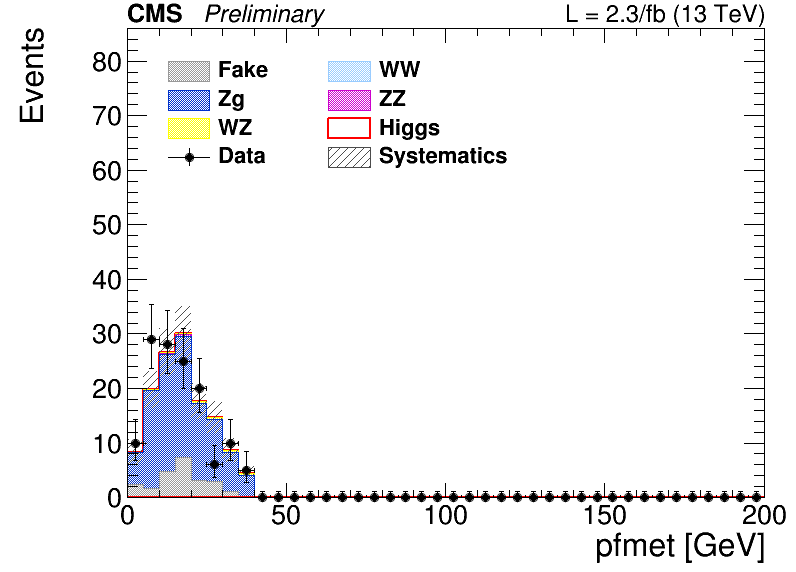 CMS Preliminary L = 2.3/fb (13 TeV)
Events
80
70
60
50
40
30
20
10
0
Fake WW
Zg ZZ
WZ Higgs
Data Systematics
0 50 100 150 200
pfmet [GeV]